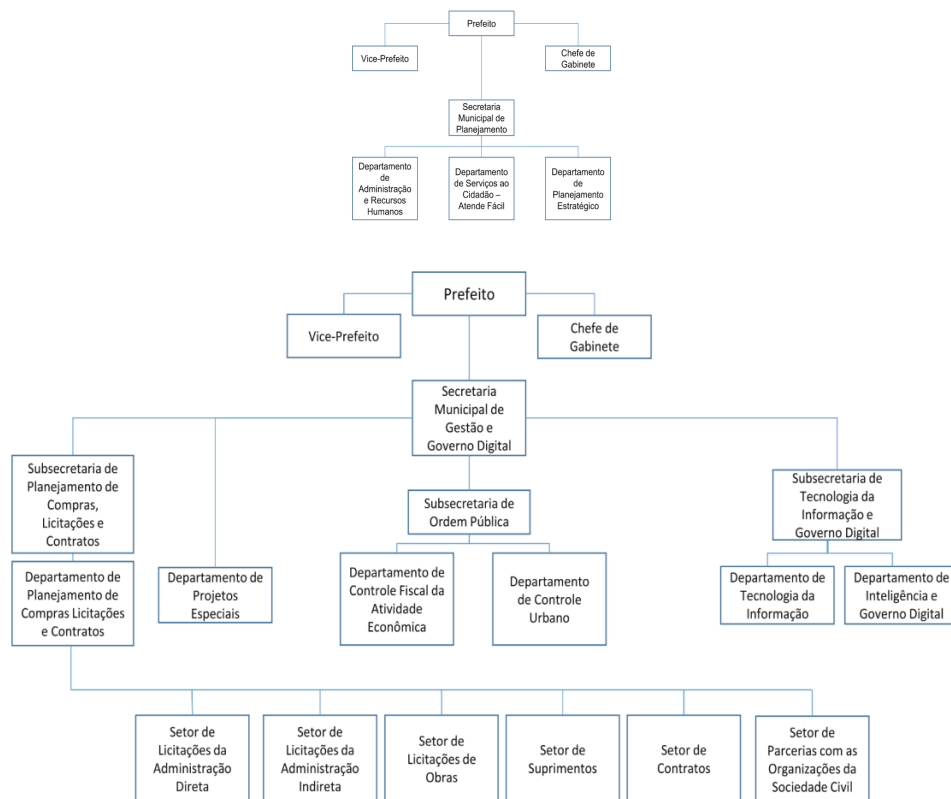 Prefeito
Vice-Prefeito
Chefe de
Gabinete
Secretaria
Municipal de
Planejamento
Departamento
de
Administração
e Recursos
Humanos
Departamento
de Serviços ao
Cidadão –
Atende Fácil
Departamento
de
Planejamento
Estratégico
Prefeito
Vice-Prefeito
Chefe de
Gabinete
Secretaria
Municipal de
Gestão e
Governo Digital
Subsecretaria de
Planejamento de
Compras,
Licitações e
Contratos
Subsecretaria de
Ordem Pública
Subsecretaria de
Tecnologia da
Informação e
Governo Digital
Departamento de
Planejamento de
Compras Licitações
e Contratos
Departamento de
Projetos
Especiais
Departamento de
Controle Fiscal da
Atividade
Econômica
Departamento
de Controle
Urbano
Departamento de
Tecnologia da
Informação
Departamento de
Inteligência e
Governo Digital
Setor de
Licitações da
Administração
Direta
Setor de
Licitações da
Administração
Indireta
Setor de
Licitações de
Obras
Setor de
Suprimentos
Setor de
Contratos
Setor de
Parcerias com as
Organizações da
Sociedade Civil